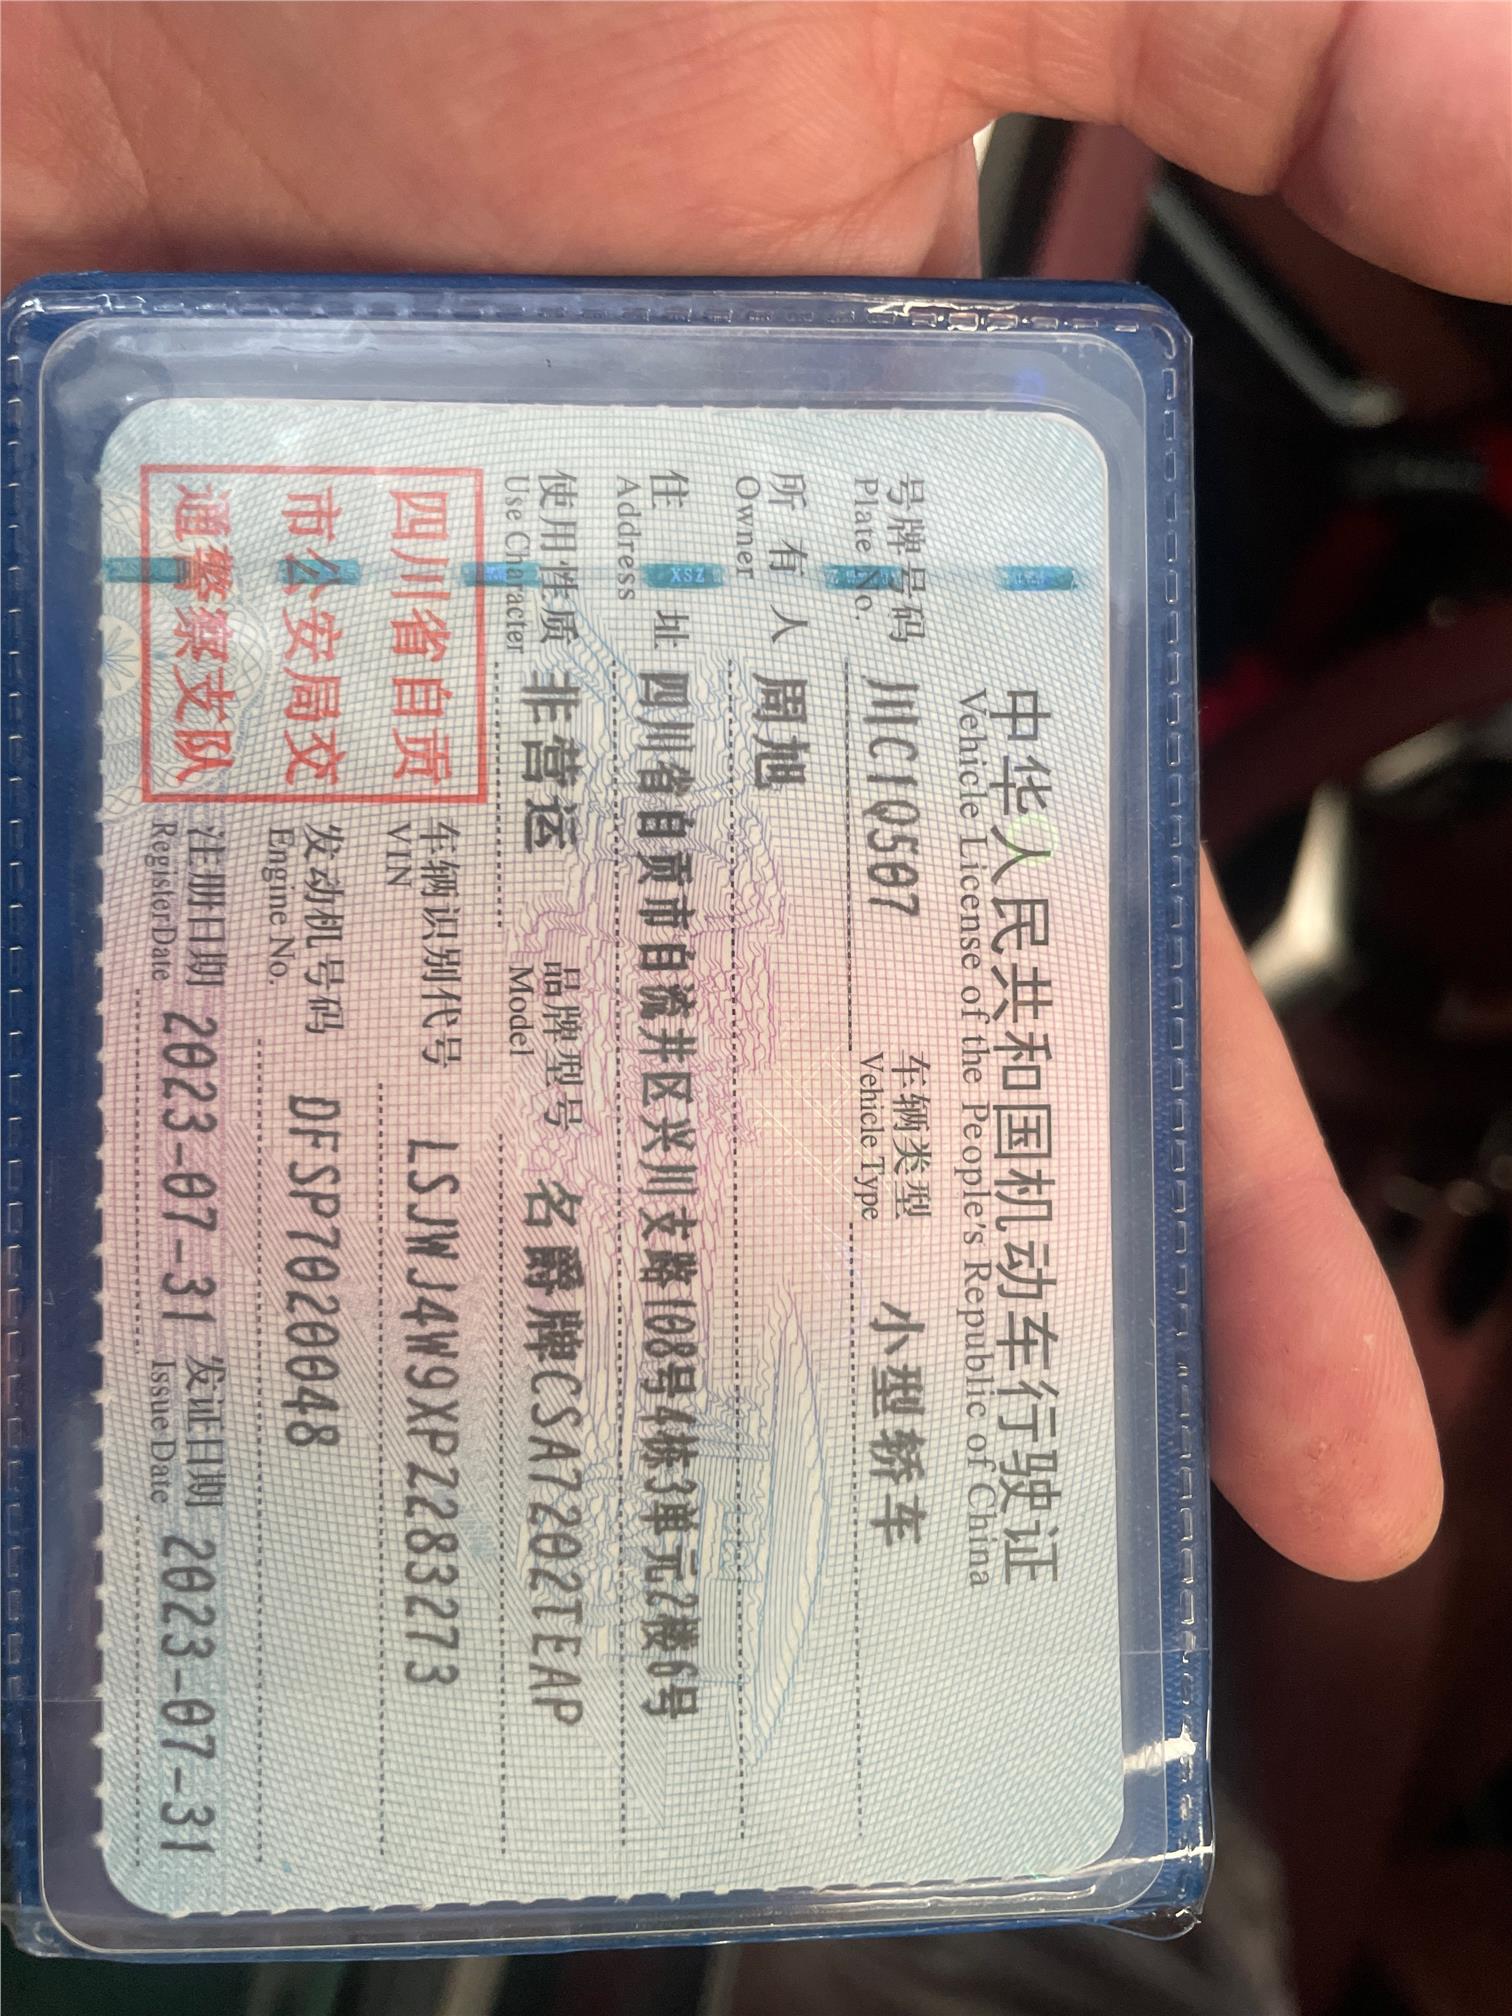 中华人民共和国机动车行驶证
Vehicle License of the People's Republic of China
号牌号码 川C1Q507 车辆类型 小型轿车
Plate No. Vehicle Type
所有人 周旭
Owner
住址 四川省自贡市自流井区兴川支路108号4栋3单元2楼6号
Address
使用性质 非营运 品牌型号 名爵牌CSA7202TEAP
Use Character Model
四川省自贡
市公安局交
通警察支队
车辆识别代号 LSJWJ4W9XPZ283273
VIN
发动机号码 DFSP7020048
Engine No.
注册日期 2023-07-31 发证日期 2023-07-31
Register Date Issue Date